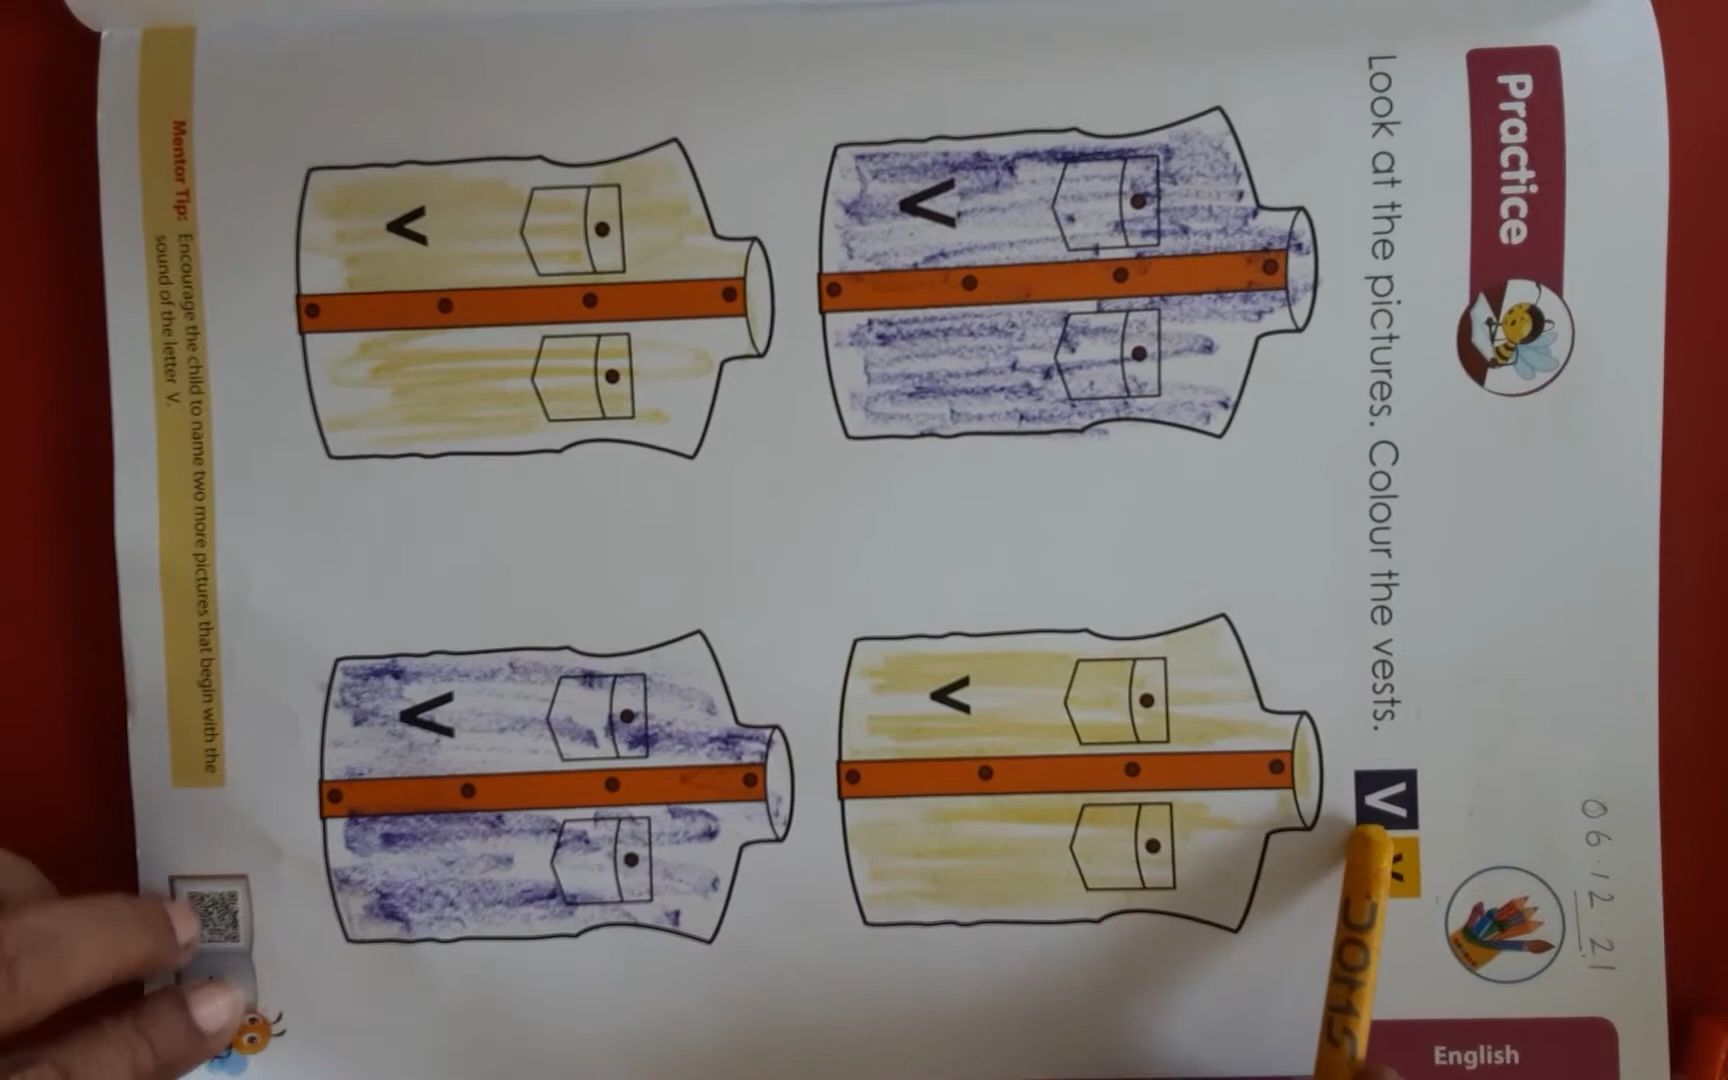 06.12.21
English
Practice
Look at the pictures. Colour the vests.
V v
V
v
v
V
Mentor Tip: Encourage the child to name two more pictures that begin with the
sound of the letter V.
DOMS